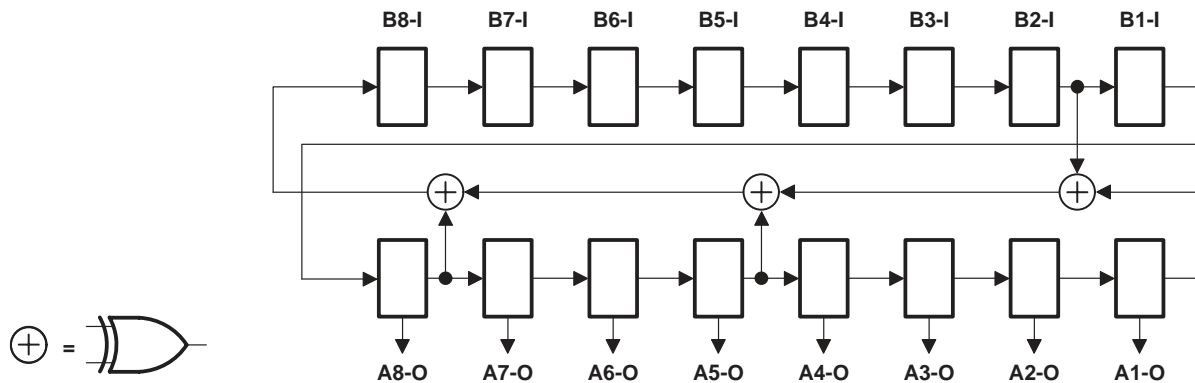 B8-I B7-I B6-I B5-I B4-I B3-I B2-I B1-I
=
A8-O A7-O A6-O A5-O A4-O A3-O A2-O A1-O